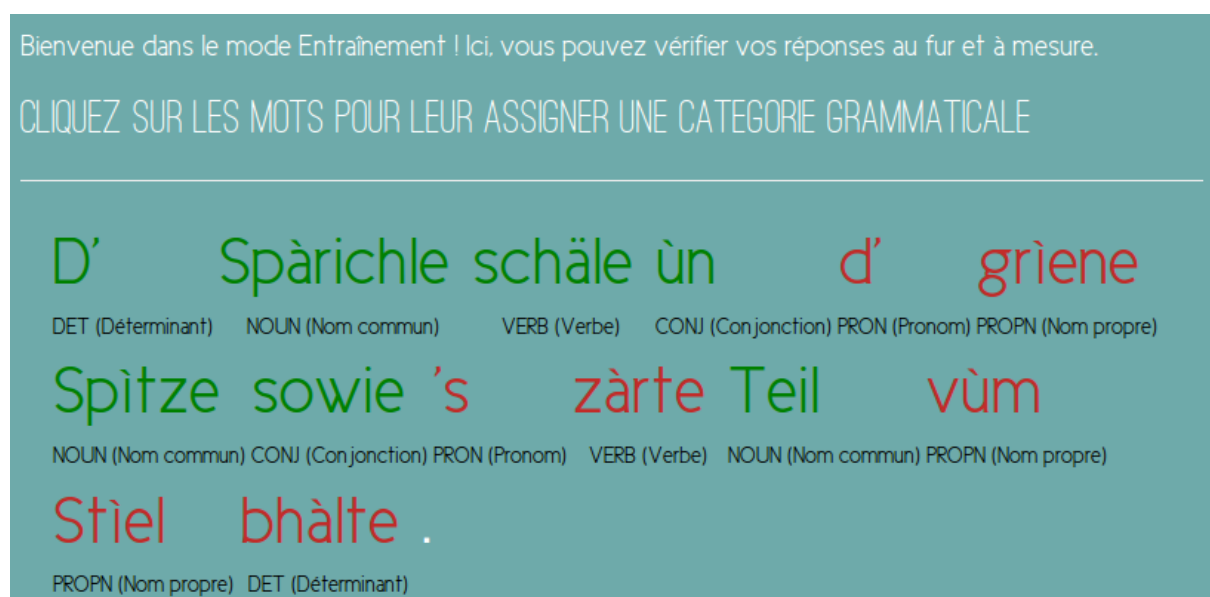 Bienvenue dans le mode Entraînement ! Ici, vous pouvez vérifier vos réponses au fur et à mesure.
CLIQUEZ SUR LES MOTS POUR LEUR ASSIGNER UNE CATEGORIE GRAMMATICALE
D' Spàrichle schäle ùn d' grìene
DET (Déterminant) NOUN (Nom commun) VERB (Verbe) CONJ (Conjonction) PRON (Pronom) PROPN (Nom propre)
Spìtze sowie 's zàrte Teil vùm
NOUN (Nom commun) CONJ (Conjonction) PRON (Pronom) VERB (Verbe) NOUN (Nom commun) PROPN (Nom propre)
Stìel bhàlte .
PROPN (Nom propre) DET (Déterminant)